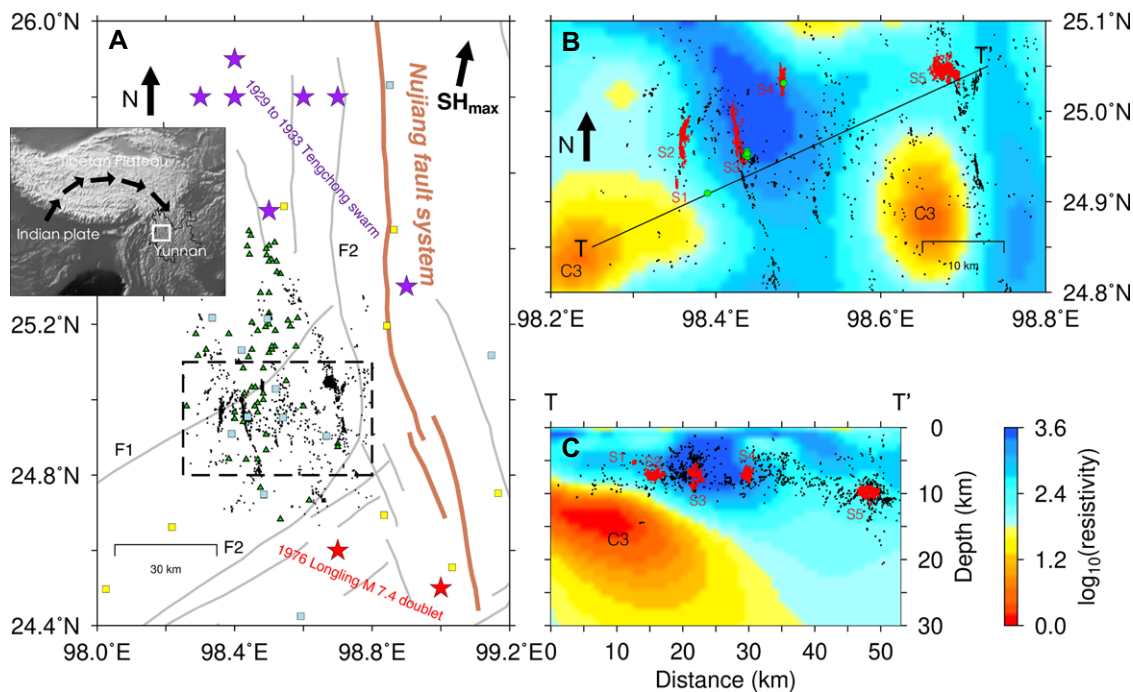 26.0˚N
25.2˚N
24.8˚N
24.4˚N
98.0˚E
98.4˚E
98.8˚E
99.2˚E
A
N
SHmax
Nujiang fault system
1929 to 1933 Tengchong swarm
Tibetan Plateau
Indian plate
Yunnan
F2
F1
F2
30 km
1976 Longling M 7.4 doublet
B
25.1˚N
25.0˚N
24.9˚N
24.8˚N
98.2˚E
98.4˚E
98.6˚E
98.8˚E
N
T
T'
S1
S2
S3
S4
S5
C3
C3
10 km
T
T'
C
S1
S2
S3
S4
S5
C3
0
10
20
30
Depth (km)
0
10
20
30
40
50
Distance (km)
3.6
2.4
1.2
0.0
log10(resistivity)